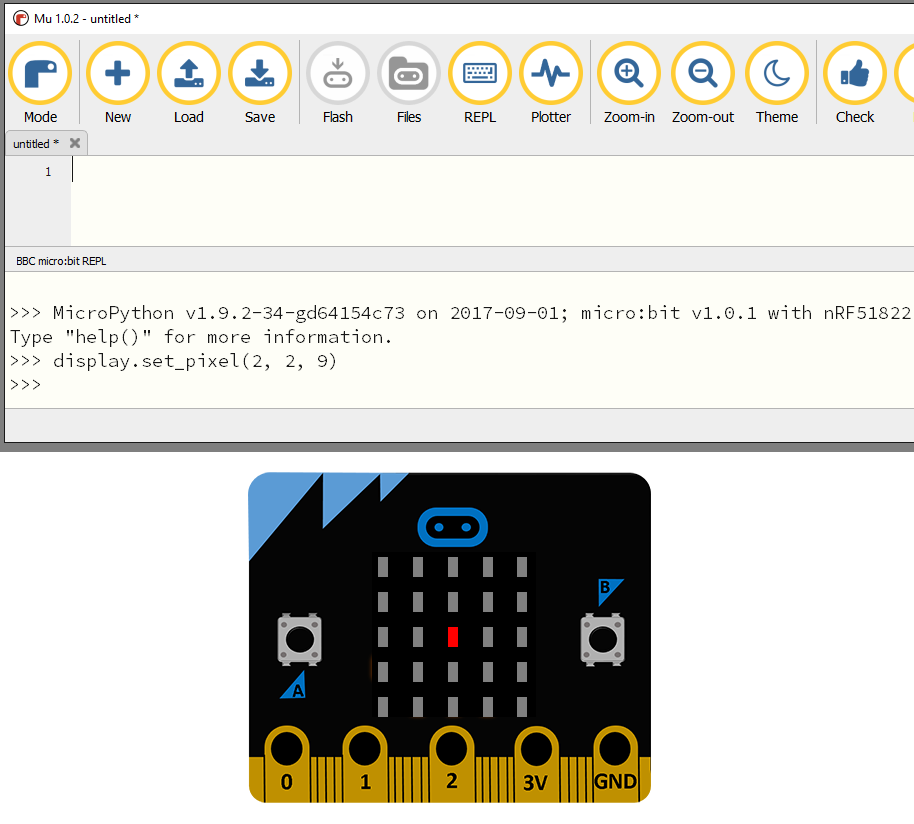 Mu 1.0.2 - untitled *
Mode New Load Save Flash Files REPL Plotter Zoom-in Zoom-out Theme Check
untitled *
1
BBC micro:bit REPL
>>> MicroPython v1.9.2-34-gd64154c73 on 2017-09-01; micro:bit v1.0.1 with nRF51822
Type "help()" for more information.
>>> display.set_pixel(2, 2, 9)
>>>
B
A
0 1 2 3V GND